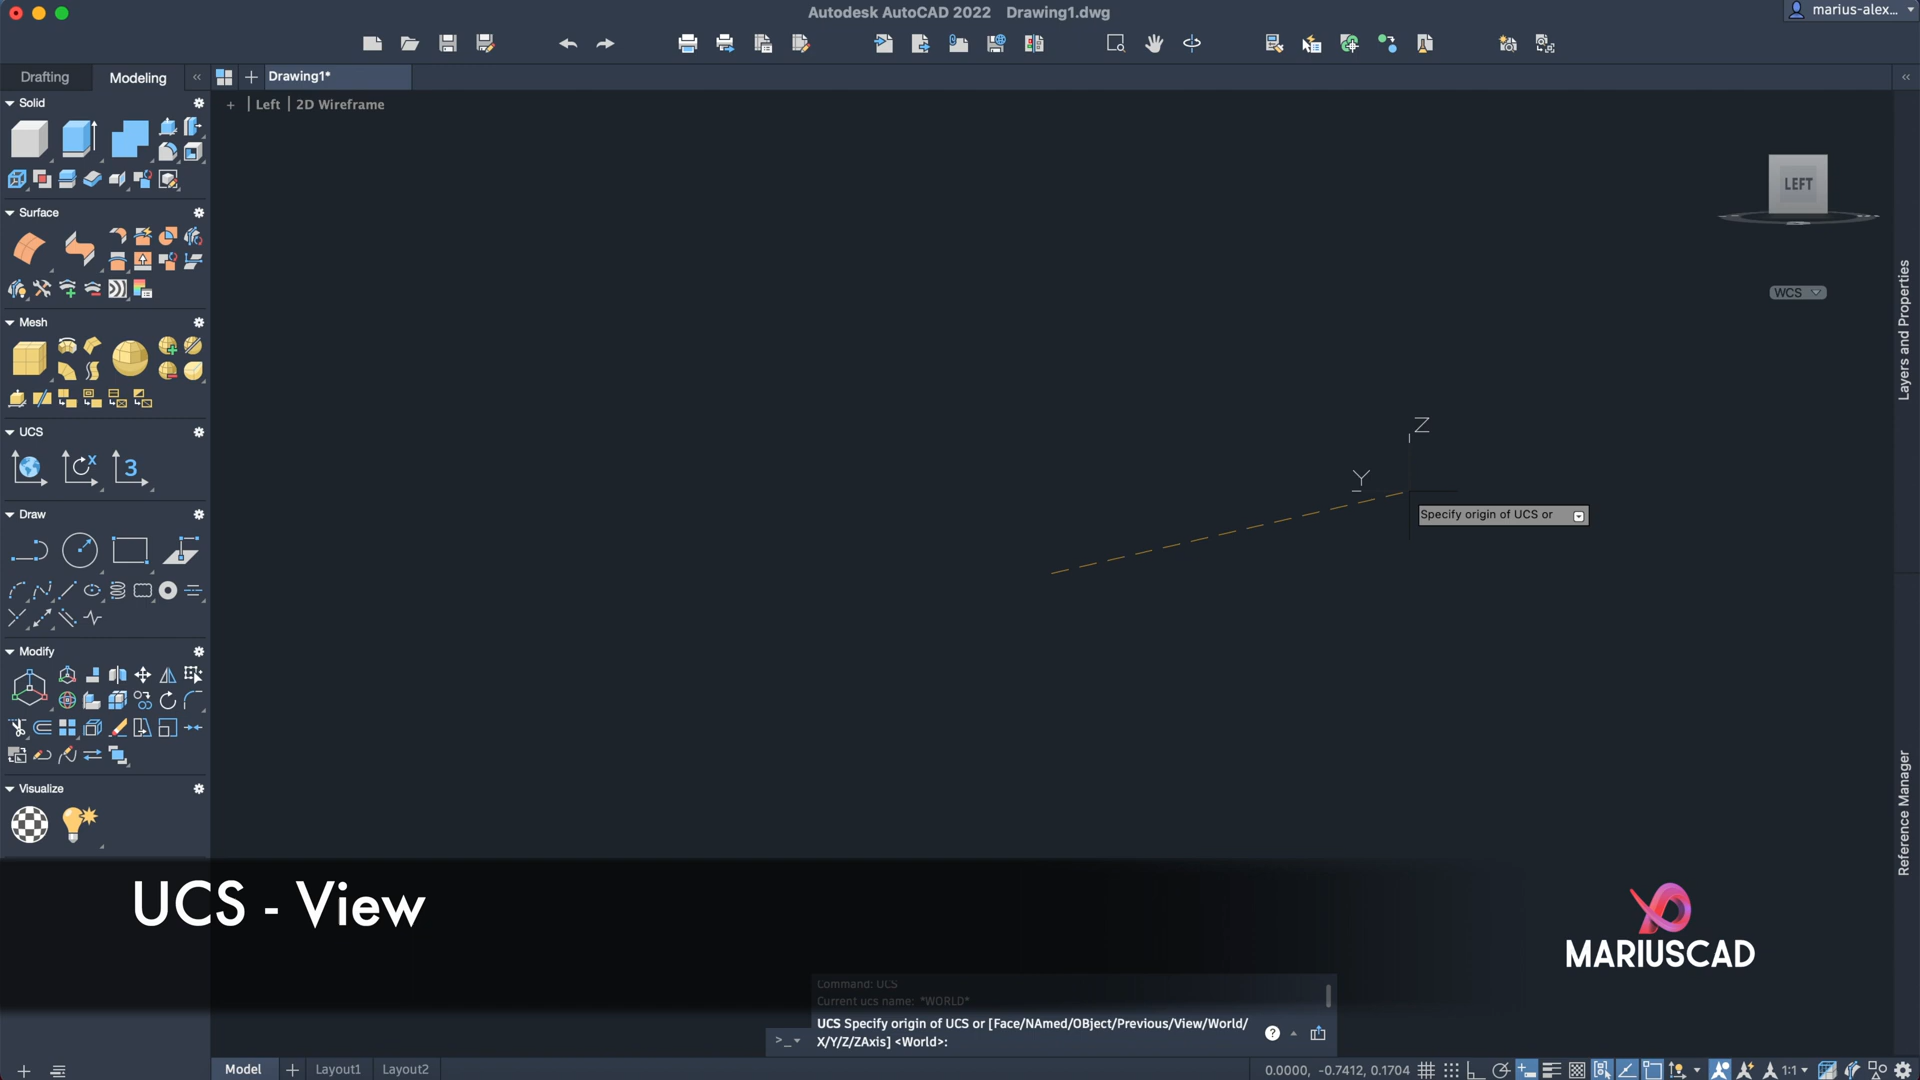 Autodesk AutoCAD 2022 Drawing1.dwg
marius-alex...
Drafting
Modeling
Drawing1*
+ | Left | 2D Wireframe
Solid
Surface
Mesh
UCS
X
3
Draw
Modify
Visualize
LEFT
WCS
Layers and Properties
Reference Manager
Z
Y
Specify origin of UCS or
UCS - View
MARIUSCAD
Command: UCS
Current ucs name: *WORLD*
UCS Specify origin of UCS or [Face/NAmed/OBject/Previous/View/World/
X/Y/Z/ZAxis] <World>:
>_
Model
Layout1
Layout2
0.0000, -0.7412, 0.1704
1:1